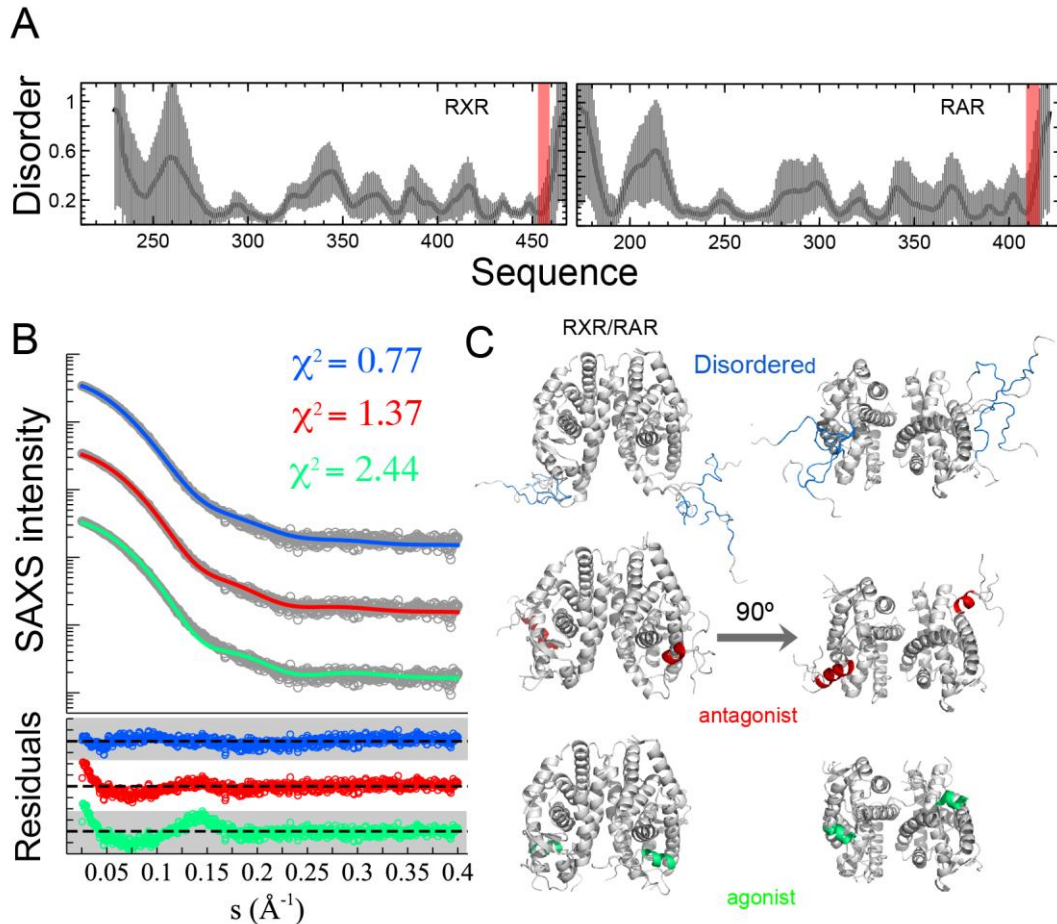 A
Disorder
1
0.6
0.2
RXR
RAR
250 300 350 400 450
200 250 300 350 400
Sequence
B
SAXS intensity
χ² = 0.77
χ² = 1.37
χ² = 2.44
Residuals
0.05 0.1 0.15 0.2 0.25 0.3 0.35 0.4
s (Å⁻¹)
C
RXR/RAR
Disordered
90º
antagonist
agonist